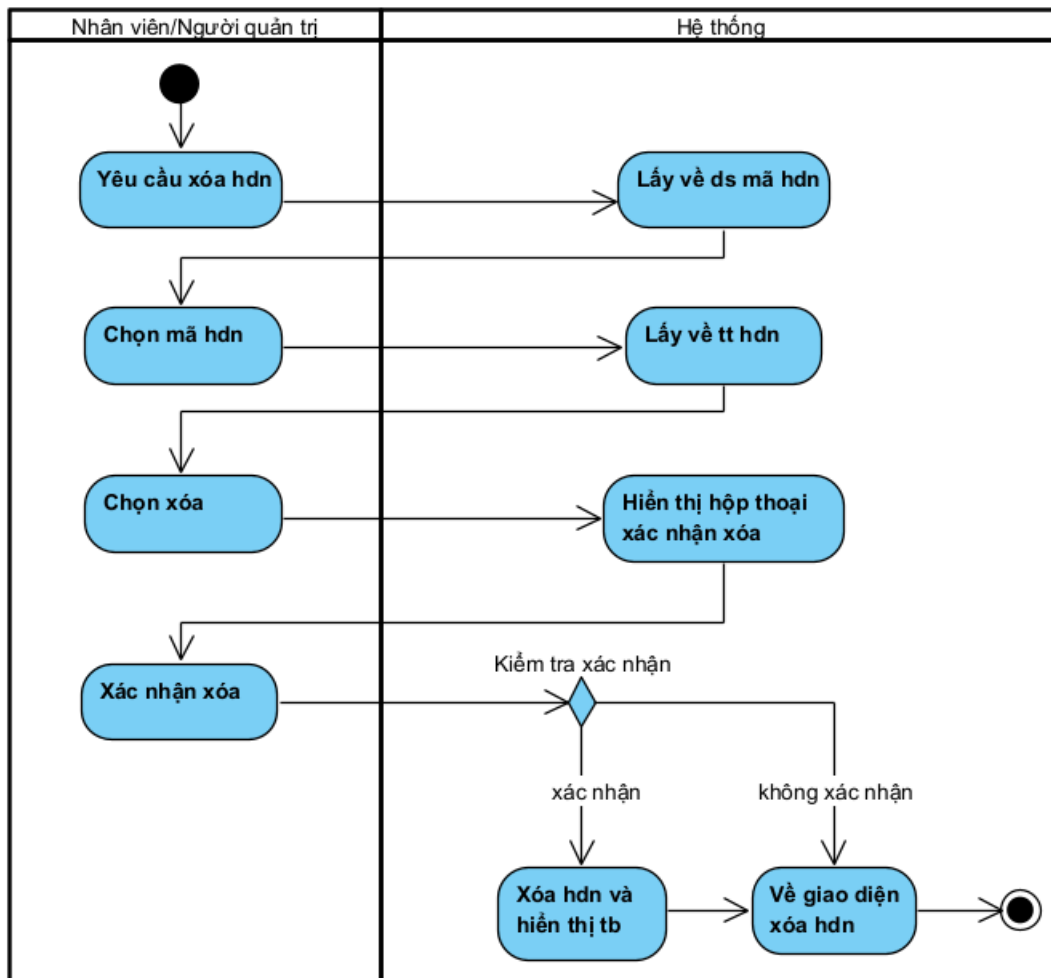 Nhân viên/Người quản trị
Hệ thống
Yêu cầu xóa hdn
Lấy về ds mã hdn
Chọn mã hdn
Lấy về tt hdn
Chọn xóa
Hiển thị hộp thoại
xác nhận xóa
Xác nhận xóa
Kiểm tra xác nhận
xác nhận
không xác nhận
Xóa hdn và
hiển thị tb
Về giao diện
xóa hdn